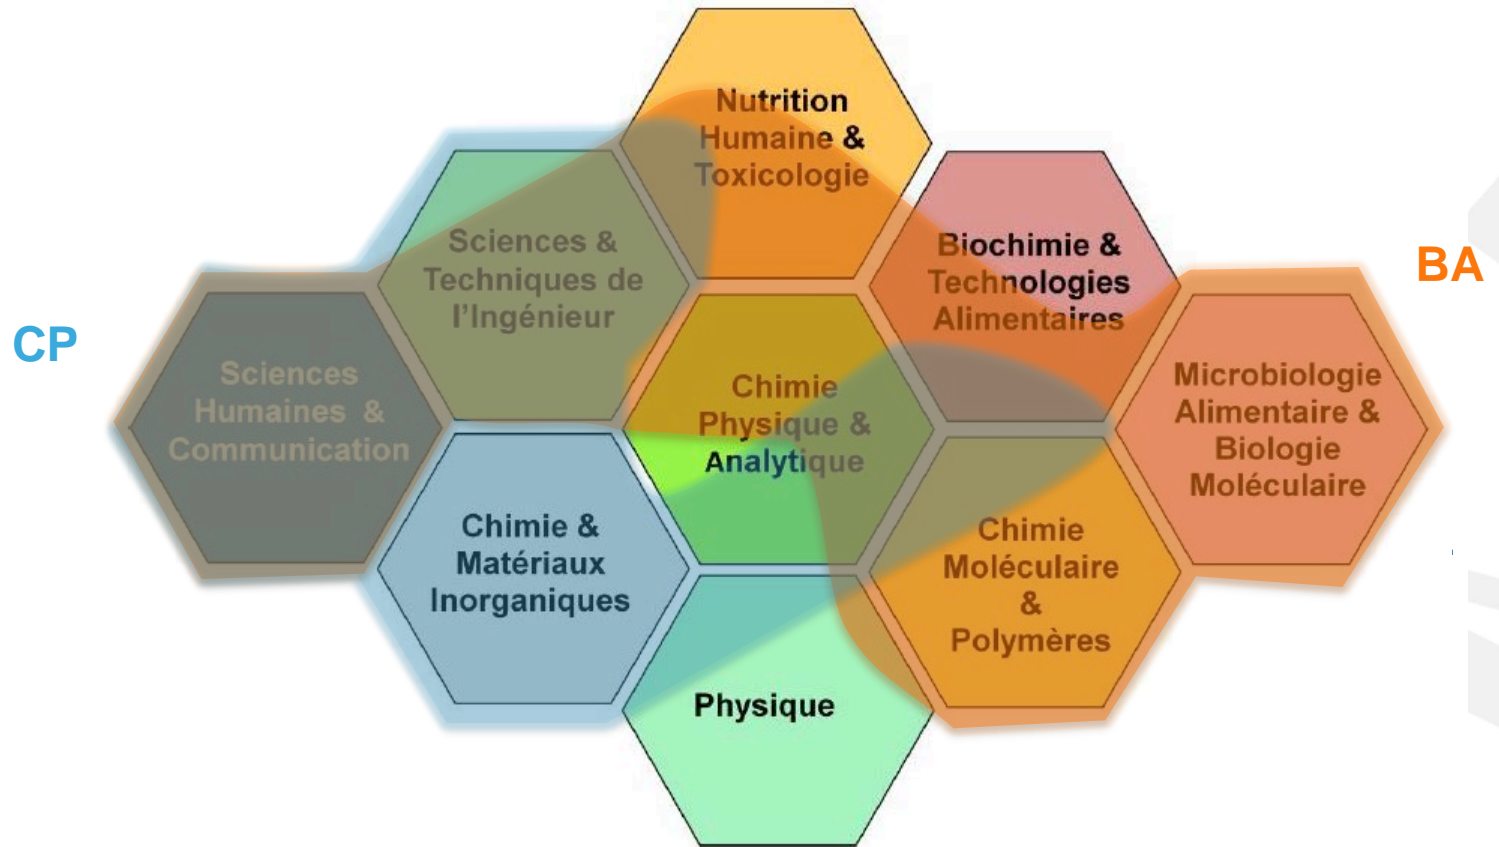 Nutrition
Humaine &
Toxicologie
Sciences &
Techniques de
l'Ingénieur
Biochimie &
Technologies
Alimentaires
BA
CP
Sciences
Humaines &
Communication
Chimie
Physique &
Analytique
Microbiologie
Alimentaire &
Biologie
Moléculaire
Chimie &
Matériaux
Inorganiques
Chimie
Moléculaire
&
Polymères
Physique